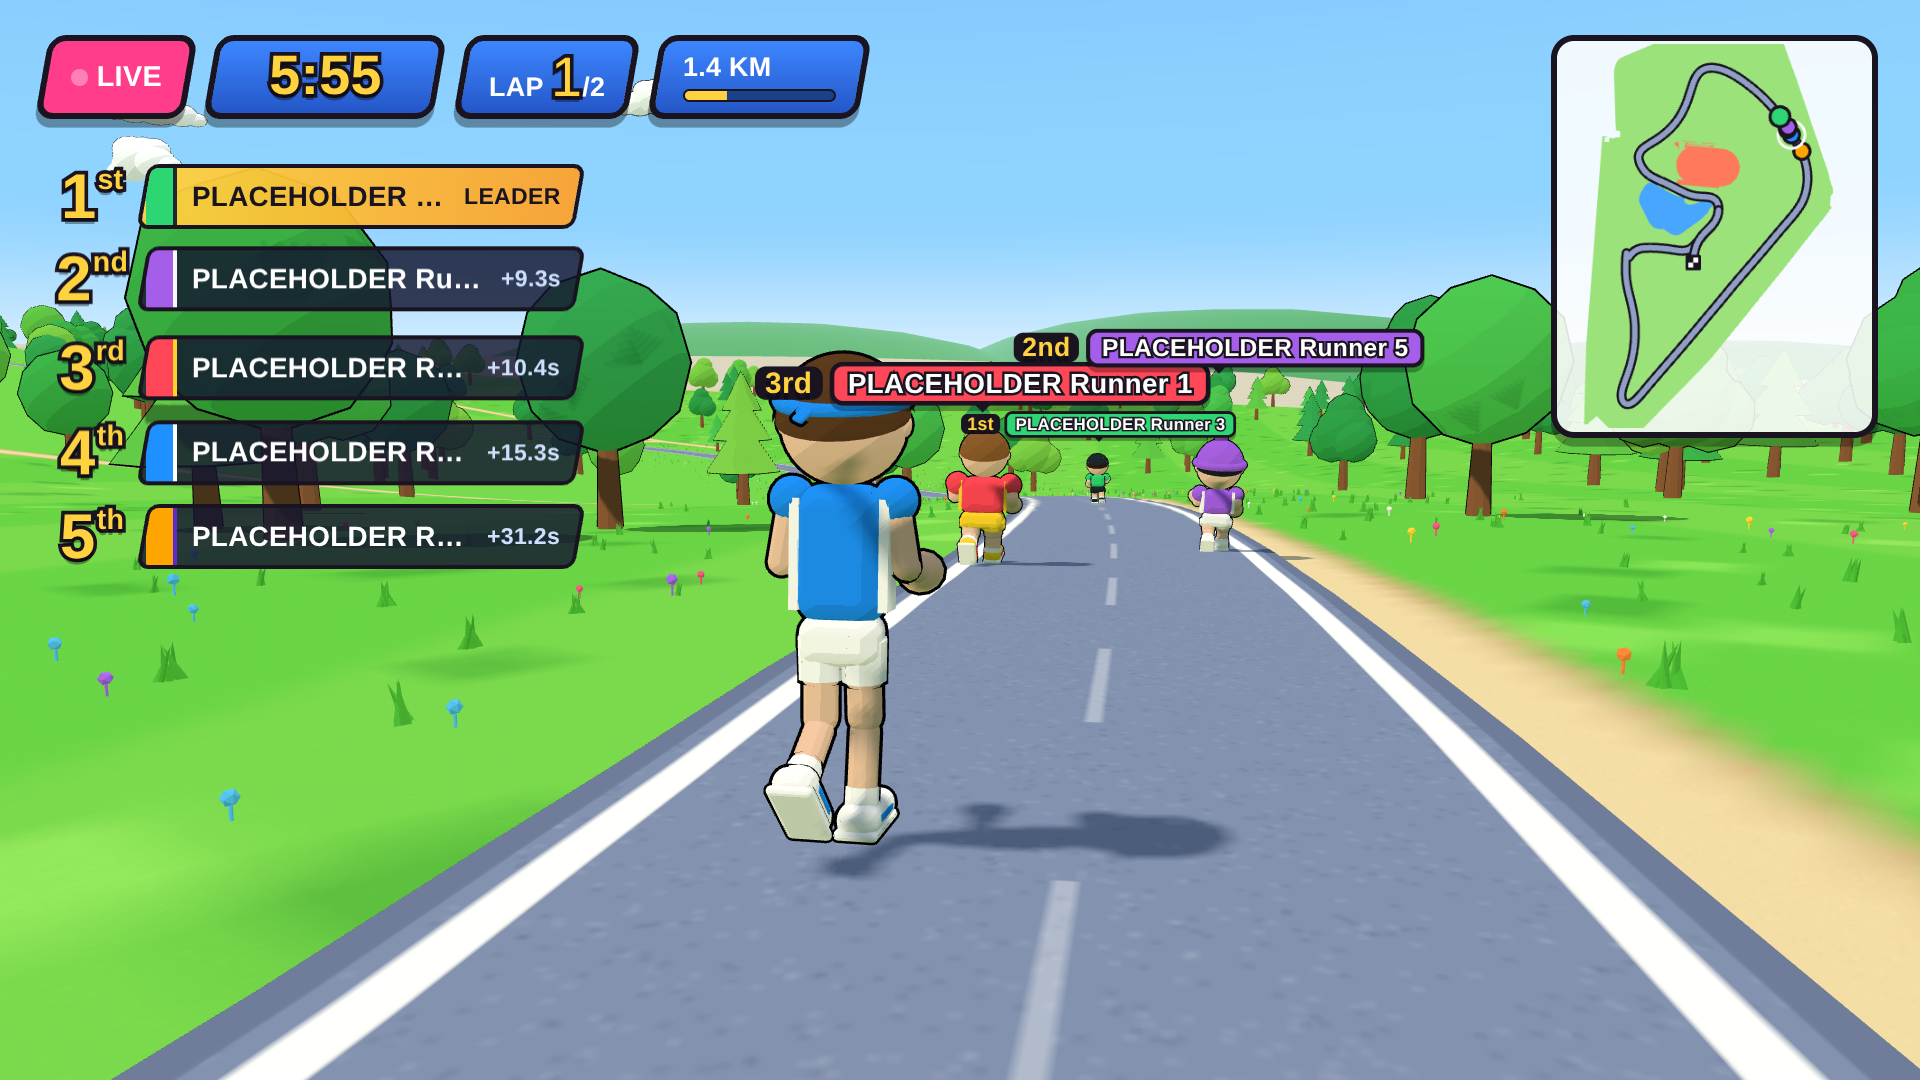 LIVE
5:55
LAP 1/2
1.4 KM
1st PLACEHOLDER ... LEADER
2nd PLACEHOLDER Ru... +9.3s
3rd PLACEHOLDER R... +10.4s
4th PLACEHOLDER R... +15.3s
5th PLACEHOLDER R... +31.2s
2nd PLACEHOLDER Runner 5
3rd PLACEHOLDER Runner 1
1st PLACEHOLDER Runner 3